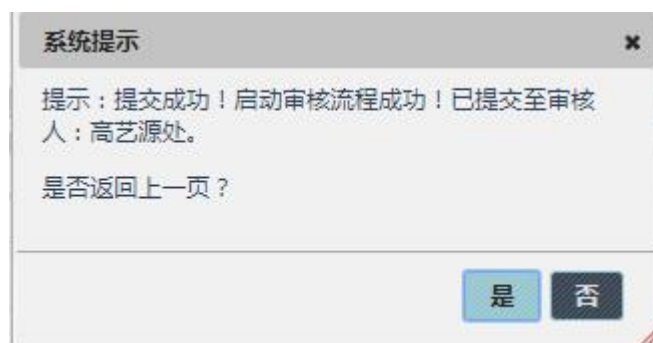 系统提示
提示：提交成功！启动审核流程成功！已提交至审核
人：高艺源处。
是否返回上一页？
是 否